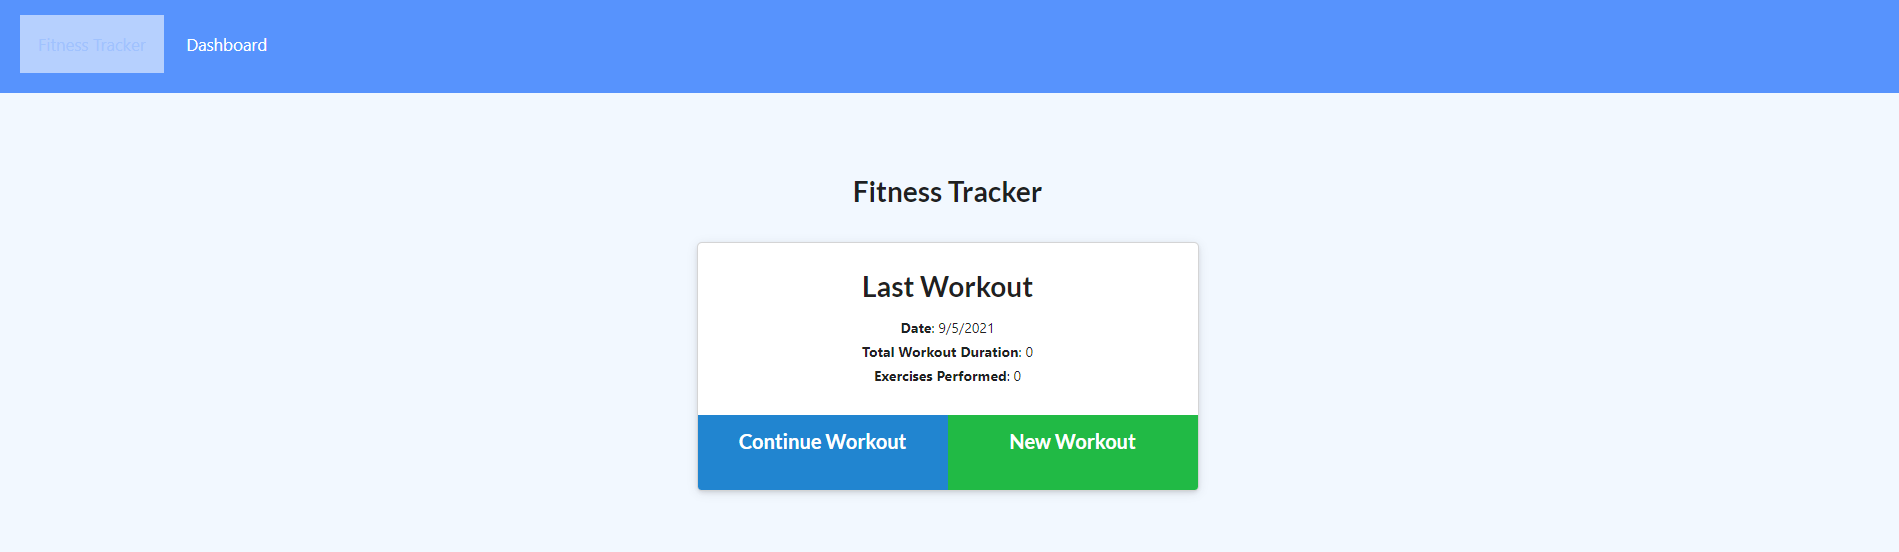 Fitness Tracker Dashboard
Fitness Tracker
Last Workout
Date: 9/5/2021
Total Workout Duration: 0
Exercises Performed: 0
Continue Workout New Workout